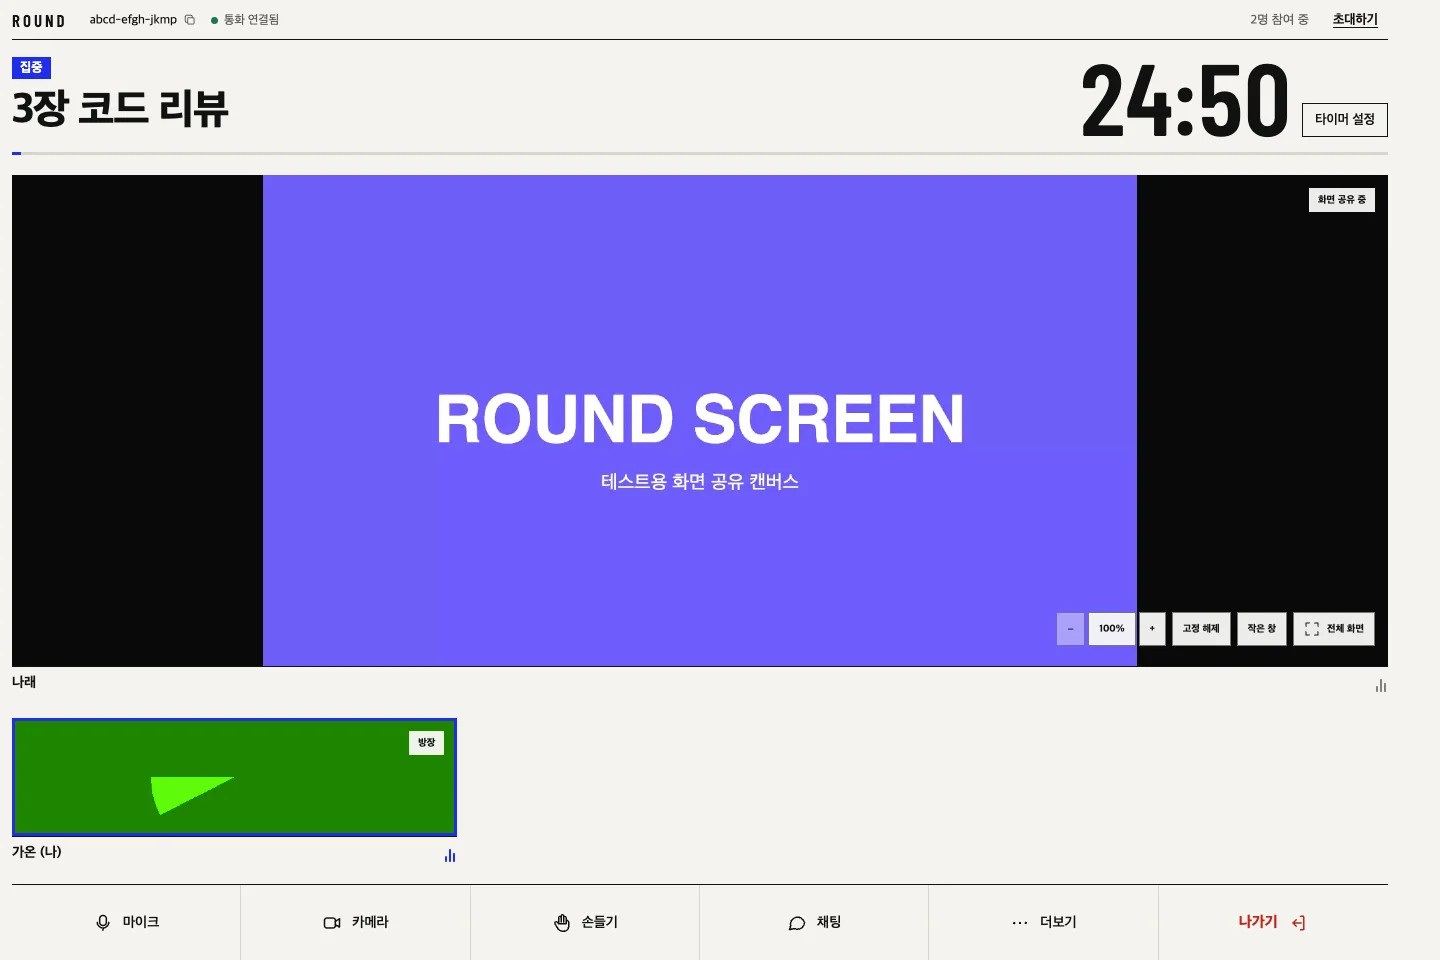 ROUND abcd-efgh-jkmp 통화 연결됨 2명 참여 중 초대하기
집중
3장 코드 리뷰
24:50
타이머 설정
화면 공유 중
ROUND SCREEN
테스트용 화면 공유 캔버스
− 100% + 고정 해제 작은 창 전체 화면
나래
방장
가온 (나)
마이크 카메라 손들기 채팅 더보기 나가기